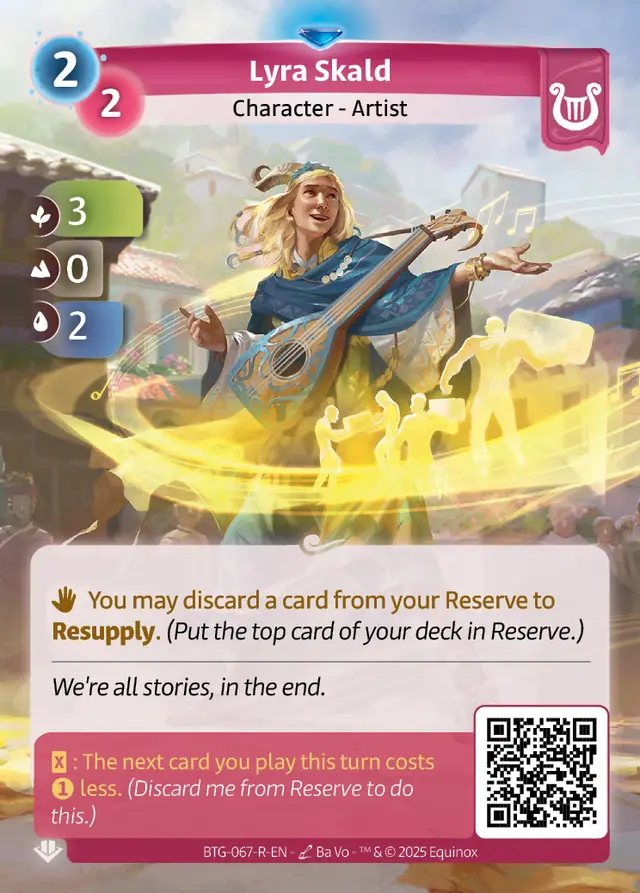 2
Lyra Skald
2
Character - Artist
3
0
2
You may discard a card from your Reserve to
Resupply. (Put the top card of your deck in Reserve.)
We're all stories, in the end.
X : The next card you play this turn costs
1 less. (Discard me from Reserve to do
this.)
BTG-067-R-EN - Ba Vo - ™ & © 2025 Equinox